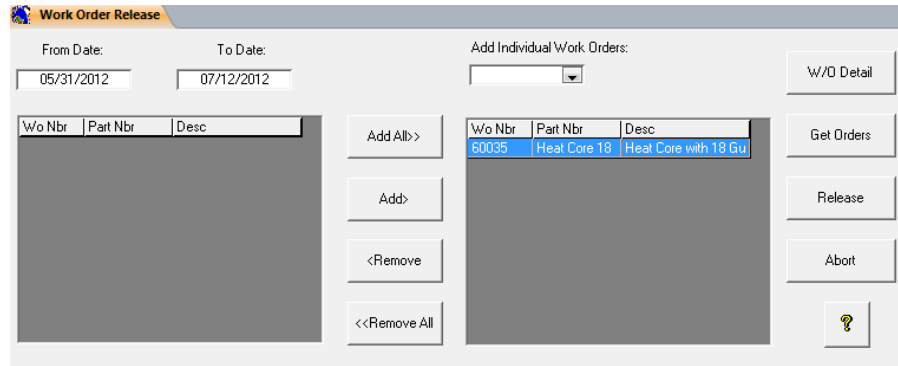 Work Order Release
From Date:
To Date:
Add Individual Work Orders:
05/31/2012
07/12/2012
W/O Detail
Wo Nbr Part Nbr Desc
Add All>>
Wo Nbr Part Nbr Desc
60035 Heat Core 18 Heat Core with 18 Gu
Get Orders
Add>
Release
<Remove
Abort
<<Remove All
?